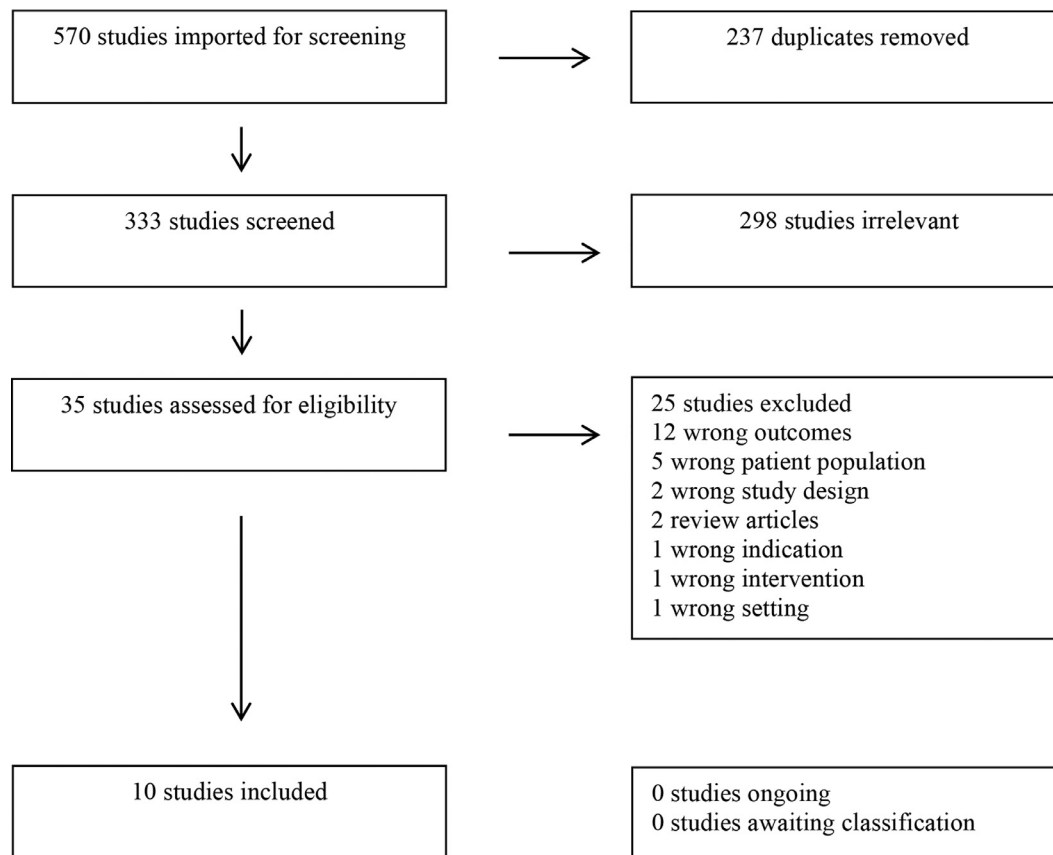 570 studies imported for screening
237 duplicates removed
333 studies screened
298 studies irrelevant
35 studies assessed for eligibility
25 studies excluded
12 wrong outcomes
5 wrong patient population
2 wrong study design
2 review articles
1 wrong indication
1 wrong intervention
1 wrong setting
10 studies included
0 studies ongoing
0 studies awaiting classification